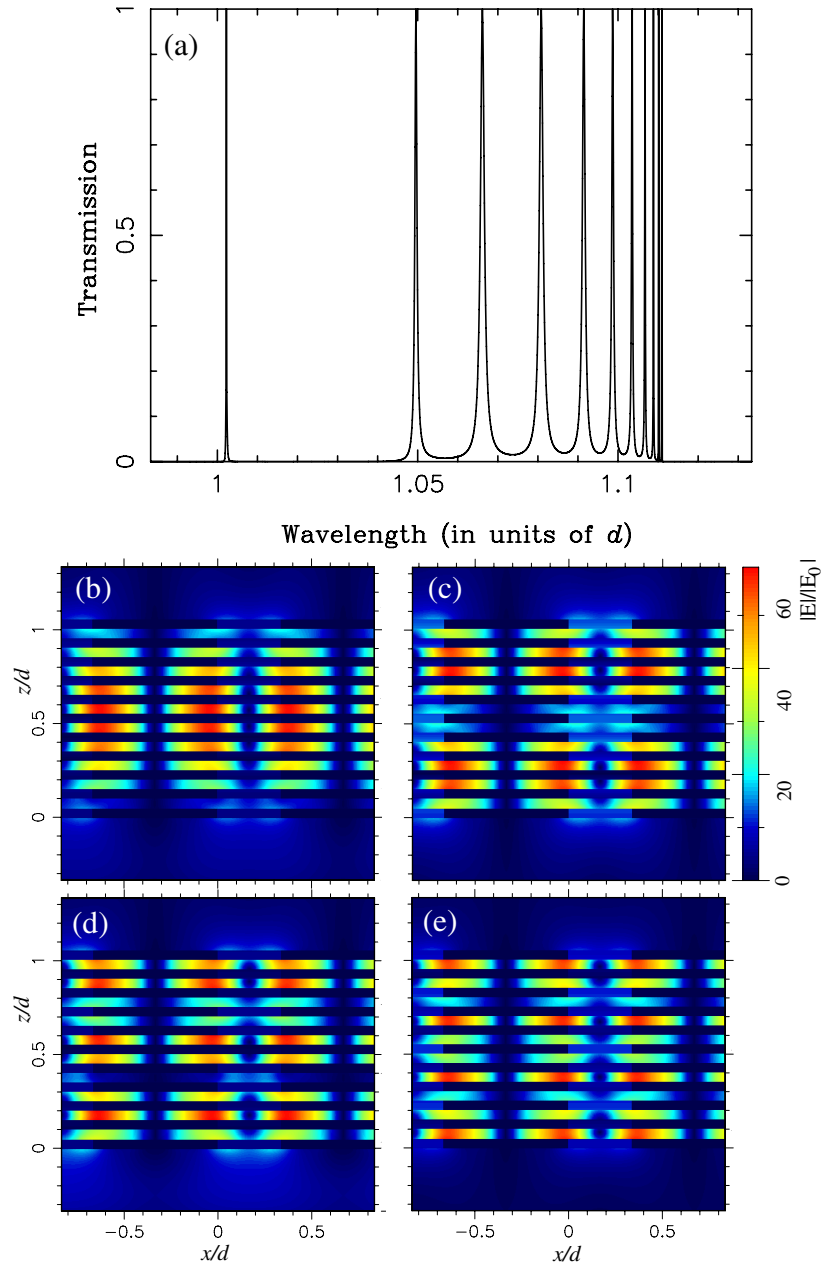 (a)
1
0.5
0
Transmission
1 1.05 1.1
Wavelength (in units of d)
(b) (c)
1
0.5
0
z/d
60
40
20
0
|E|/|E0|
(d) (e)
1
0.5
0
z/d
−0.5 0 0.5 −0.5 0 0.5
x/d x/d